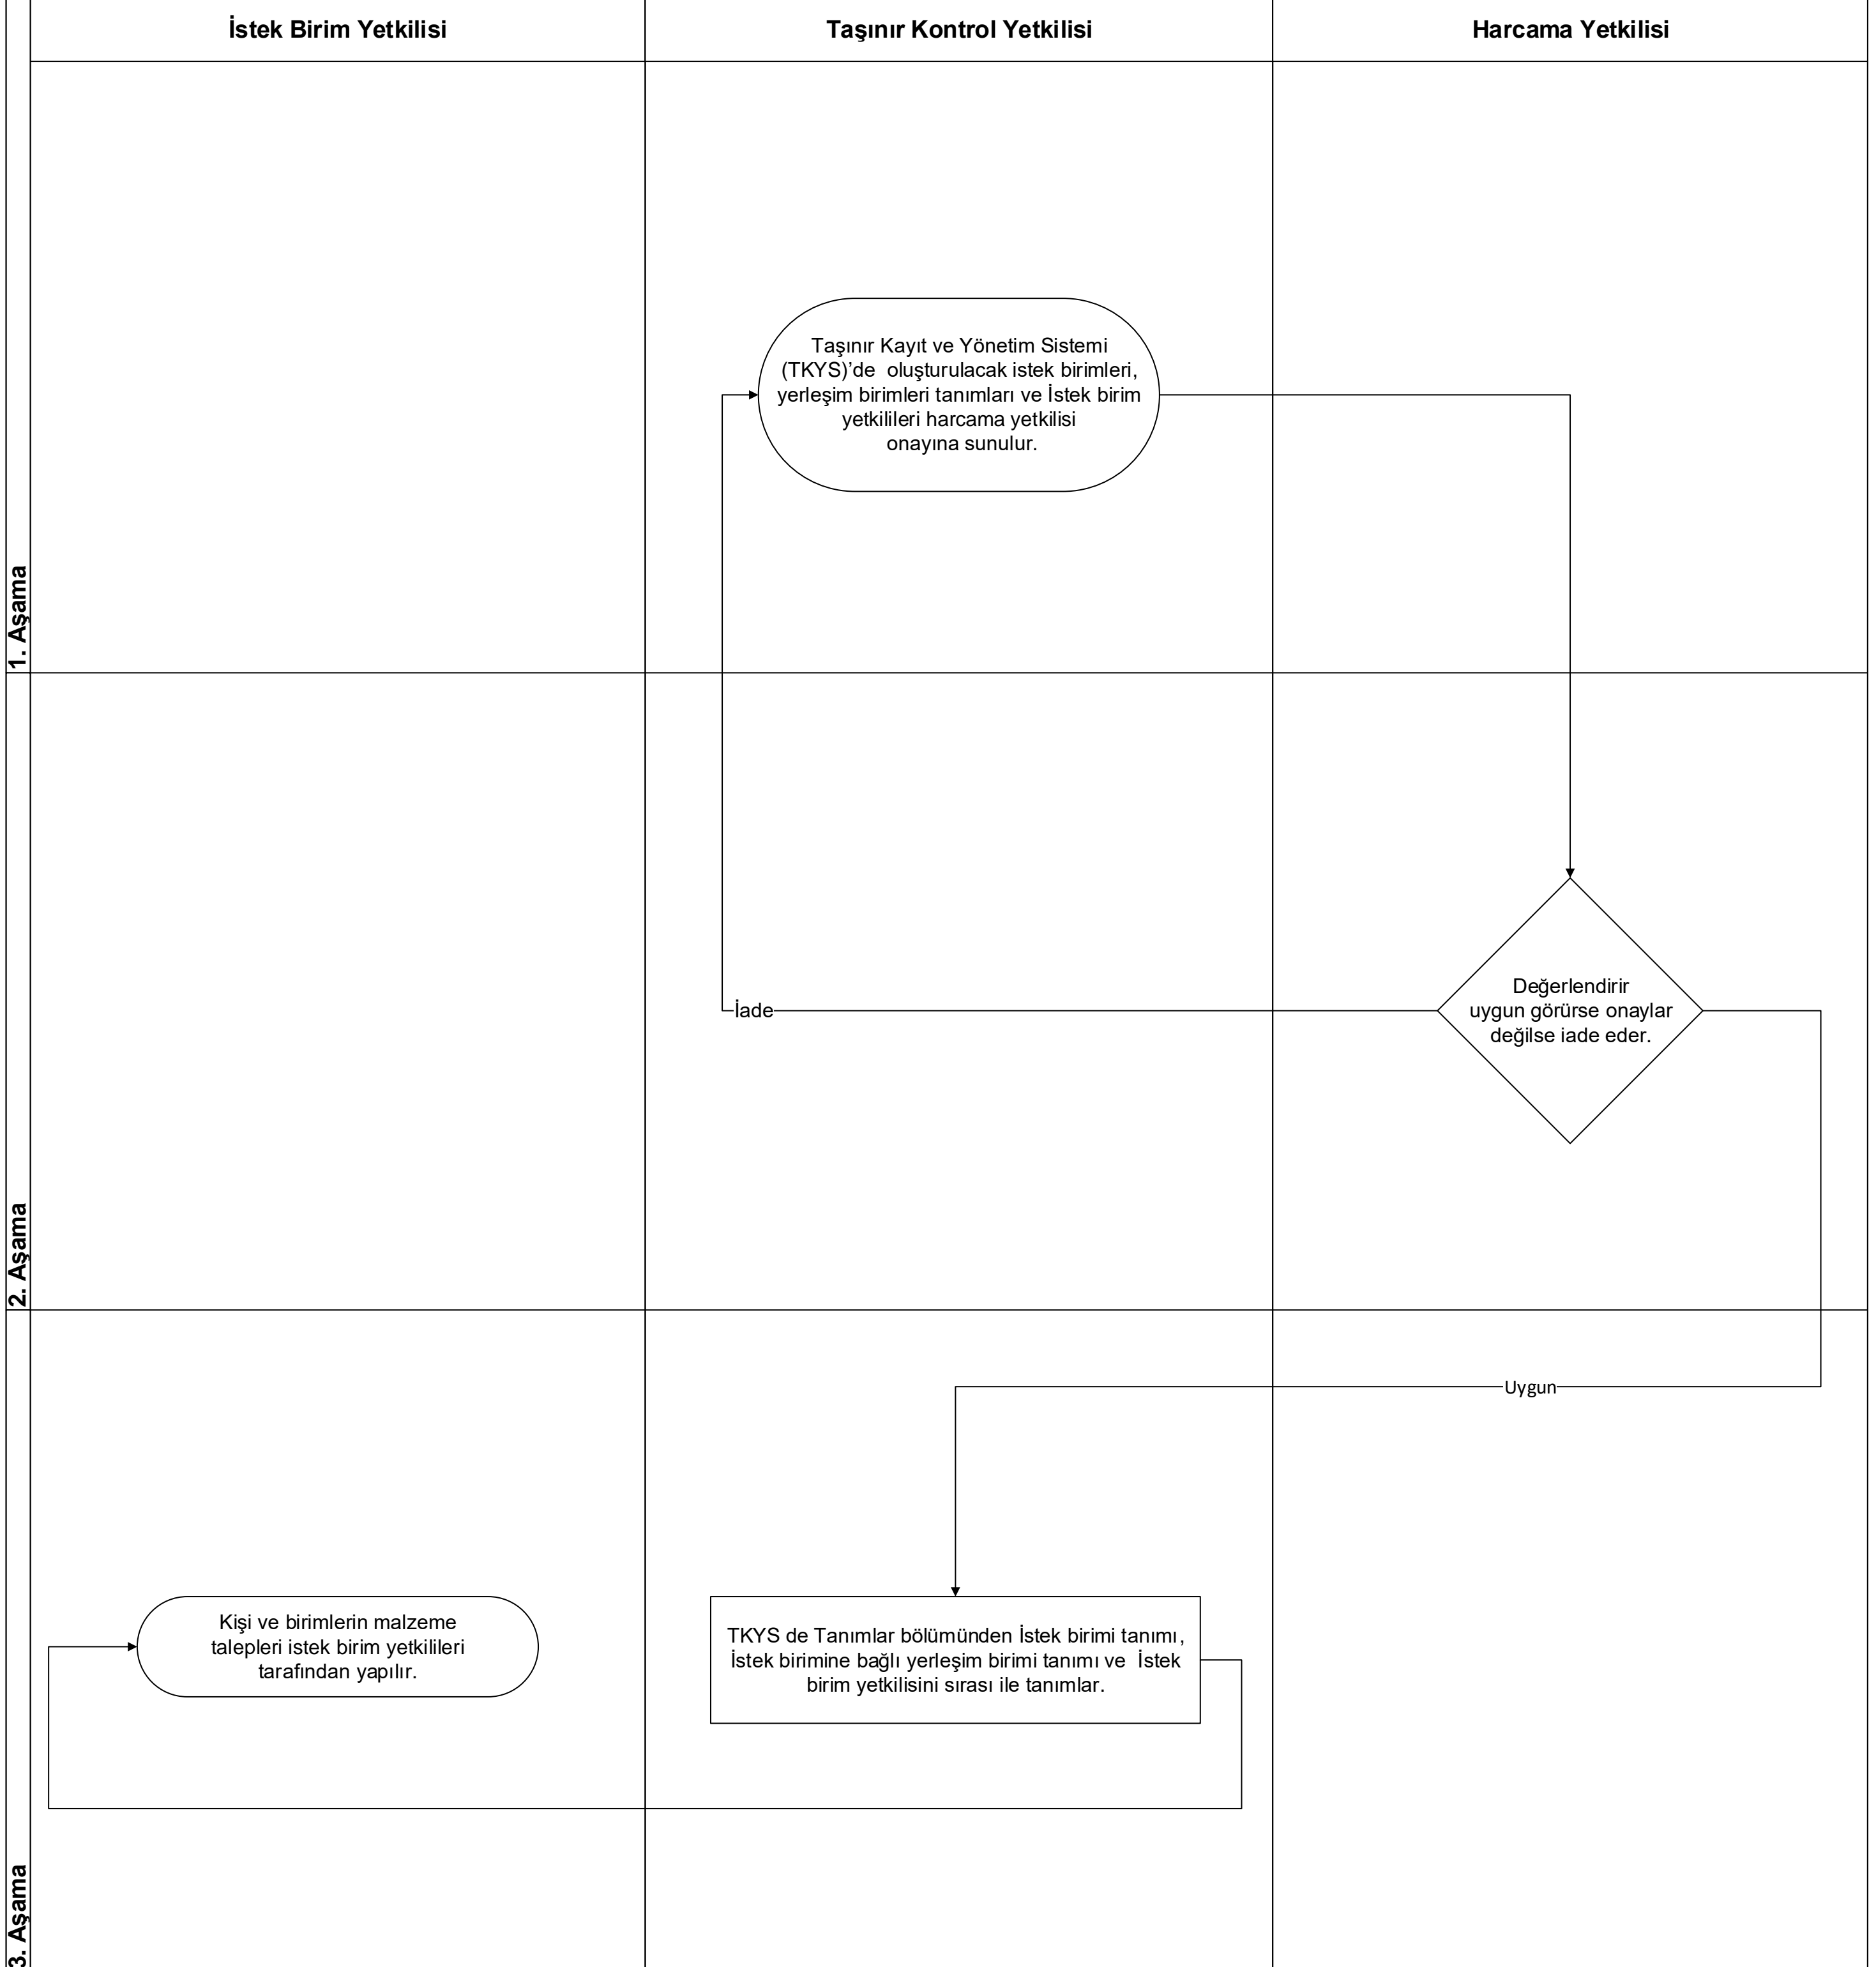 İstek Birim Yetkilisi
Taşınır Kontrol Yetkilisi
Harcama Yetkilisi
1. Aşama
Taşınır Kayıt ve Yönetim Sistemi
(TKYS)’de oluşturulacak istek birimleri,
yerleşim birimleri tanımları ve İstek birim
yetkilileri harcama yetkilisi
onayına sunulur.
2. Aşama
İade
Değerlendirir
uygun görürse onaylar
değilse iade eder.
3. Aşama
Uygun
Kişi ve birimlerin malzeme
talepleri istek birim yetkilileri
tarafından yapılır.
TKYS de Tanımlar bölümünden İstek birimi tanımı,
İstek birimine bağlı yerleşim birimi tanımı ve İstek
birim yetkilisini sırası ile tanımlar.